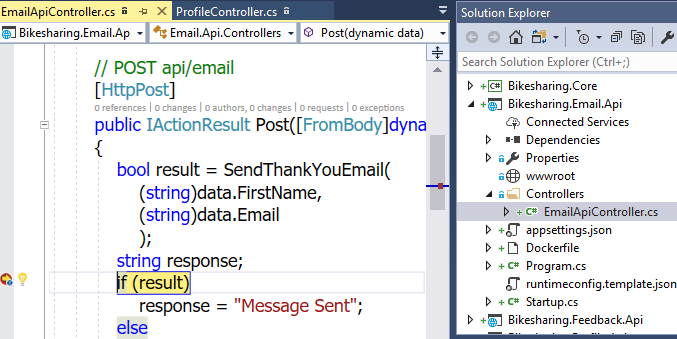 EmailApiController.cs
ProfileController.cs
Bikesharing.Email.Ap
Email.Api.Controllers
Post(dynamic data)
// POST api/email
[HttpPost]
0 references | 0 changes | 0 authors, 0 changes | 0 requests | 0 exceptions
public IActionResult Post([FromBody]dyna
{
bool result = SendThankYouEmail(
(string)data.FirstName,
(string)data.Email
);
string response;
if (result)
response = "Message Sent";
else
Solution Explorer
Search Solution Explorer (Ctrl+;)
Bikesharing.Core
Bikesharing.Email.Api
Connected Services
Dependencies
Properties
wwwroot
Controllers
C# EmailApiController.cs
appsettings.json
Dockerfile
C# Program.cs
runtimeconfig.template.json
C# Startup.cs
Bikesharing.Feedback.Api